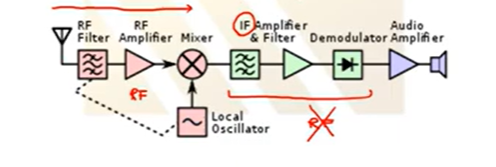 RF Filter
RF Amplifier
Mixer
IF Amplifier & Filter
Demodulator
Audio Amplifier
RF
Local Oscillator